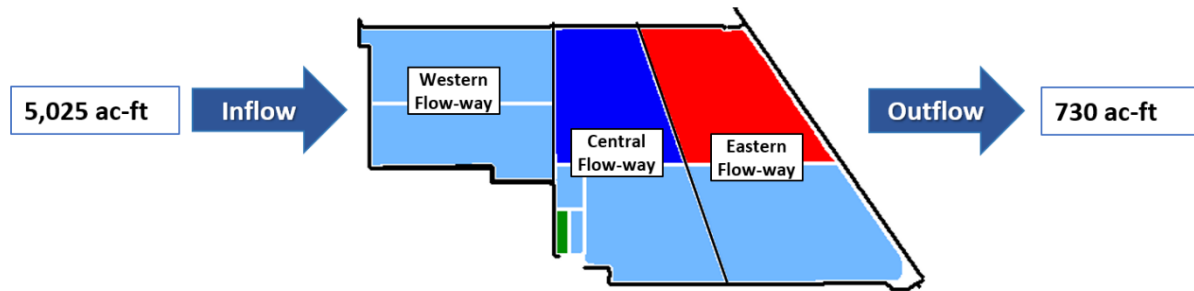 5,025 ac-ft
Inflow
Western
Flow-way
Central
Flow-way
Eastern
Flow-way
Outflow
730 ac-ft